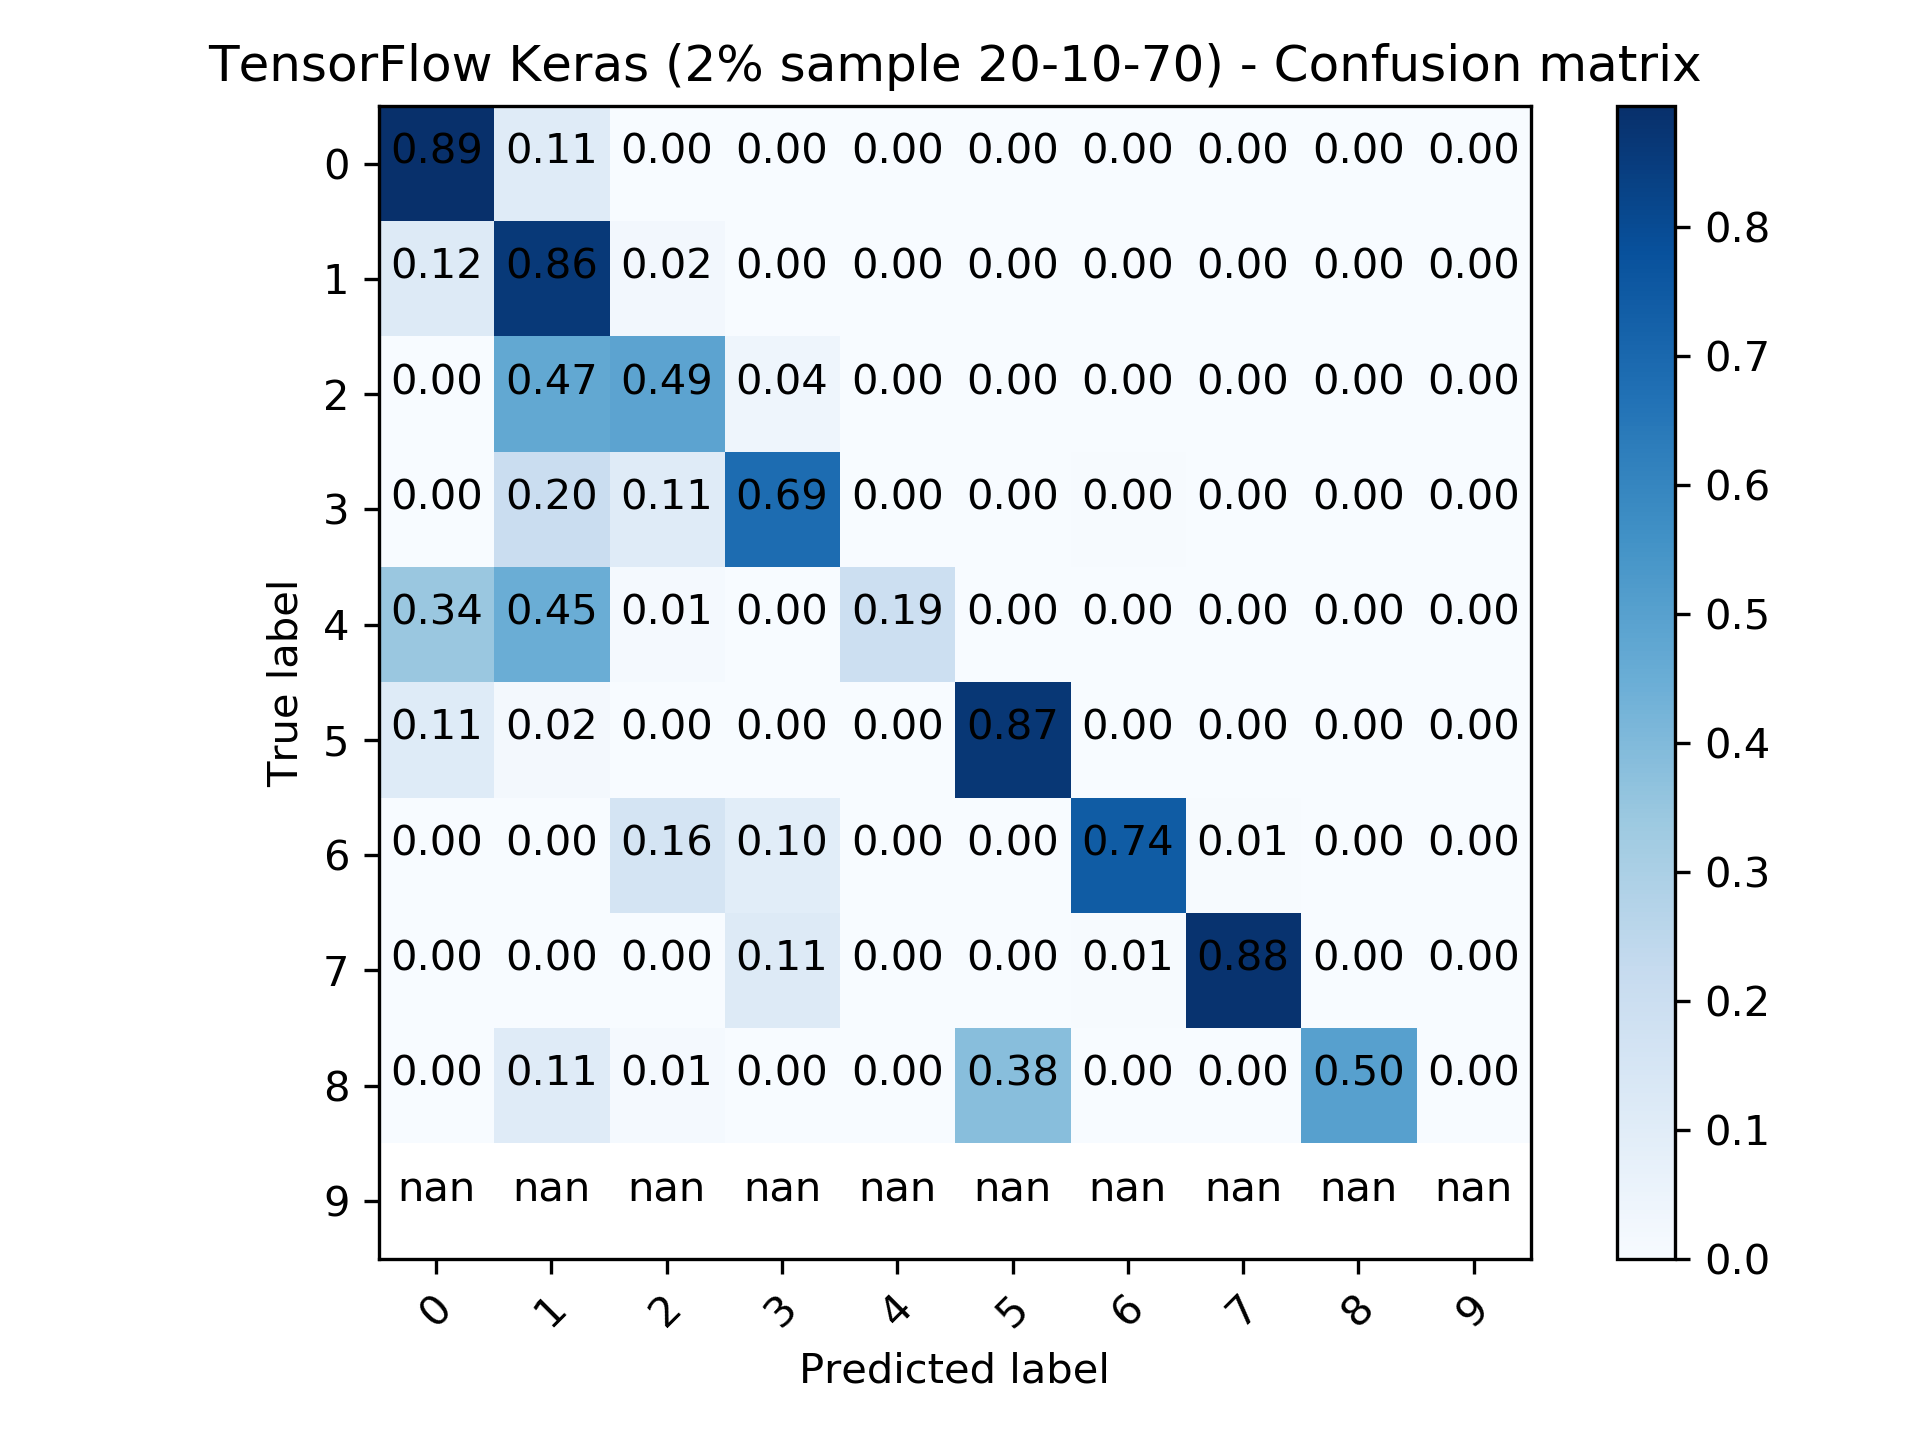 TensorFlow Keras (2% sample 20-10-70) - Confusion matrix
0 0.89 0.11 0.00 0.00 0.00 0.00 0.00 0.00 0.00 0.00
1 0.12 0.86 0.02 0.00 0.00 0.00 0.00 0.00 0.00 0.00
2 0.00 0.47 0.49 0.04 0.00 0.00 0.00 0.00 0.00 0.00
3 0.00 0.20 0.11 0.69 0.00 0.00 0.00 0.00 0.00 0.00
4 0.34 0.45 0.01 0.00 0.19 0.00 0.00 0.00 0.00 0.00
5 0.11 0.02 0.00 0.00 0.00 0.87 0.00 0.00 0.00 0.00
6 0.00 0.00 0.16 0.10 0.00 0.00 0.74 0.01 0.00 0.00
7 0.00 0.00 0.00 0.11 0.00 0.00 0.01 0.88 0.00 0.00
8 0.00 0.11 0.01 0.00 0.00 0.38 0.00 0.00 0.50 0.00
9 nan nan nan nan nan nan nan nan nan nan
0 1 2 3 4 5 6 7 8 9
True label
Predicted label
0.8
0.7
0.6
0.5
0.4
0.3
0.2
0.1
0.0